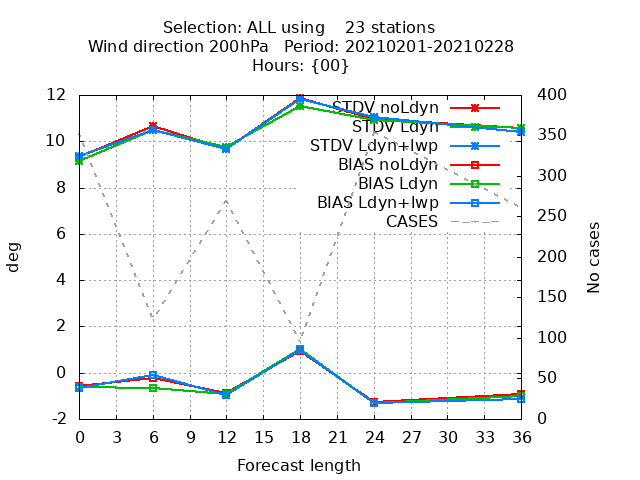 Selection: ALL using    23 stations
Wind direction 200hPa   Period: 20210201-20210228
Hours: {00}
STDV noLdyn
STDV Ldyn
STDV Ldyn+lwp
BIAS noLdyn
BIAS Ldyn
BIAS Ldyn+lwp
CASES
12
10
8
6
4
2
0
-2
deg
400
350
300
250
200
150
100
50
0
No cases
0 3 6 9 12 15 18 21 24 27 30 33 36
Forecast length